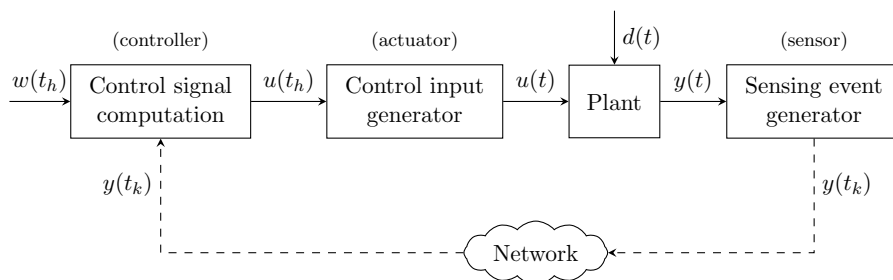 (controller)
(actuator)
(sensor)
d(t)
w(t_h)
Control signal
computation
u(t_h)
Control input
generator
u(t)
Plant
y(t)
Sensing event
generator
y(t_k)
y(t_k)
Network